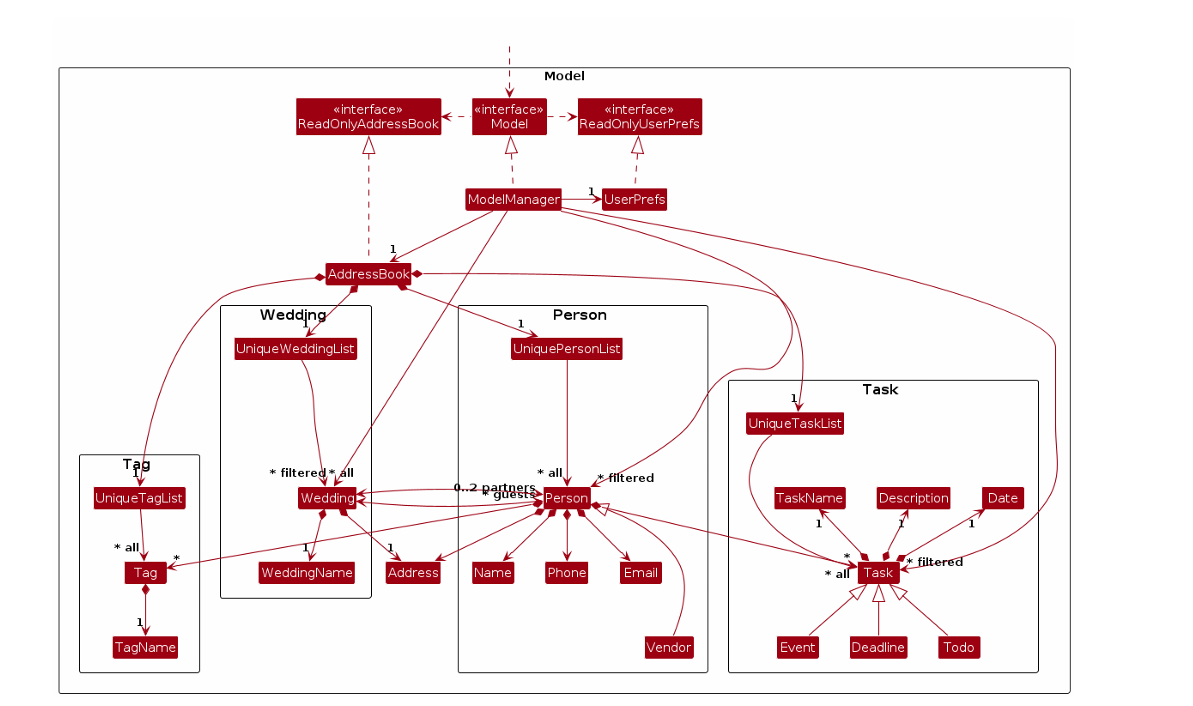 Model
«interface»
ReadOnlyAddressBook
«interface»
Model
«interface»
ReadOnlyUserPrefs
ModelManager
1
UserPrefs
1
AddressBook
Wedding
1
UniqueWeddingList
Person
1
UniquePersonList
Task
1
UniqueTaskList
Tag
1
UniqueTagList
* filtered
* all
Wedding
0..2 partners
* guests
* all
* filtered
Person
TaskName
Description
Date
1
1
1
* all
*
Tag
1
WeddingName
1
Address
Name
Phone
Email
*
* all
Task
* filtered
1
TagName
Vendor
Event
Deadline
Todo